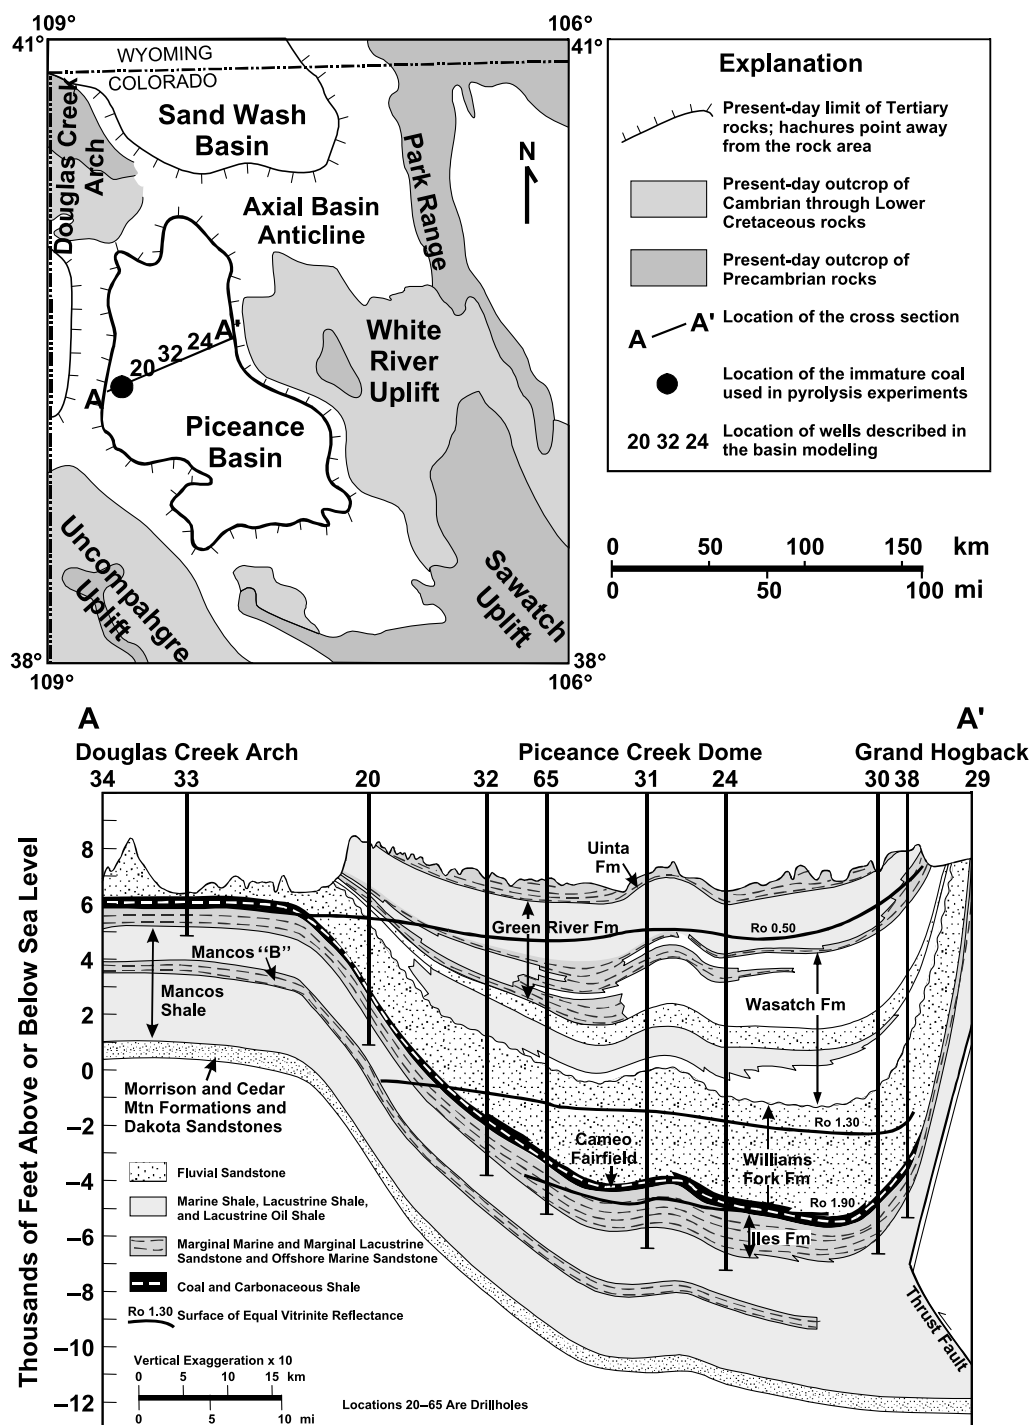 109°
106°
41°
41°
WYOMING
COLORADO
Sand Wash
Basin
Douglas Creek
Arch
Park Range
N
Axial Basin
Anticline
A'
24
32
20
A
White
River
Uplift
Piceance
Basin
Uncompahgre
Uplift
Sawatch
Uplift
38°
38°
109°
106°
Explanation
Present-day limit of Tertiary
rocks; hachures point away
from the rock area
Present-day outcrop of
Cambrian through Lower
Cretaceous rocks
Present-day outcrop of
Precambrian rocks
A A' Location of the cross section
Location of the immature coal
used in pyrolysis experiments
20 32 24 Location of wells described in
the basin modeling
0 50 100 150 km
0 50 100 mi
A A'
Douglas Creek Arch Piceance Creek Dome Grand Hogback
34 33 20 32 65 31 24 30 38 29
Thousands of Feet Above or Below Sea Level
8
6
4
2
0
–2
–4
–6
–8
–10
–12
Uinta
Fm
Ro 0.50
Green River Fm
Mancos “B”
Mancos
Shale
Wasatch Fm
Morrison and Cedar
Mtn Formations and
Dakota Sandstones
Ro 1.30
Cameo
Fairfield
Williams
Fork Fm
Ro 1.90
Iles Fm
Thrust Fault
Fluvial Sandstone
Marine Shale, Lacustrine Shale,
and Lacustrine Oil Shale
Marginal Marine and Marginal Lacustrine
Sandstone and Offshore Marine Sandstone
Coal and Carbonaceous Shale
Ro 1.30 Surface of Equal Vitrinite Reflectance
Vertical Exaggeration x 10
0 5 10 15 km
0 5 10 mi
Locations 20–65 Are Drillholes